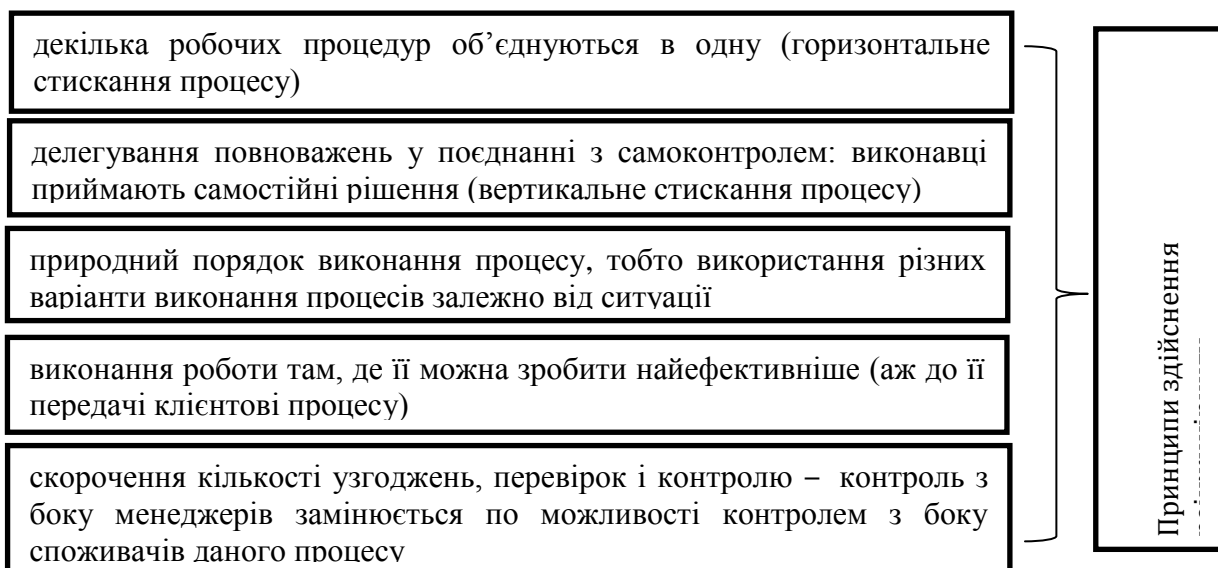 декілька робочих процедур об’єднуються в одну (горизонтальне
стискання процесу)
делегування повноважень у поєднанні з самоконтролем: виконавці
приймають самостійні рішення (вертикальне стискання процесу)
природний порядок виконання процесу, тобто використання різних
варіанти виконання процесів залежно від ситуації
виконання роботи там, де її можна зробити найефективніше (аж до її
передачі клієнтові процесу)
скорочення кількості узгоджень, перевірок і контролю – контроль з
боку менеджерів замінюється по можливості контролем з боку
споживачів даного процесу
Принципи здійснення